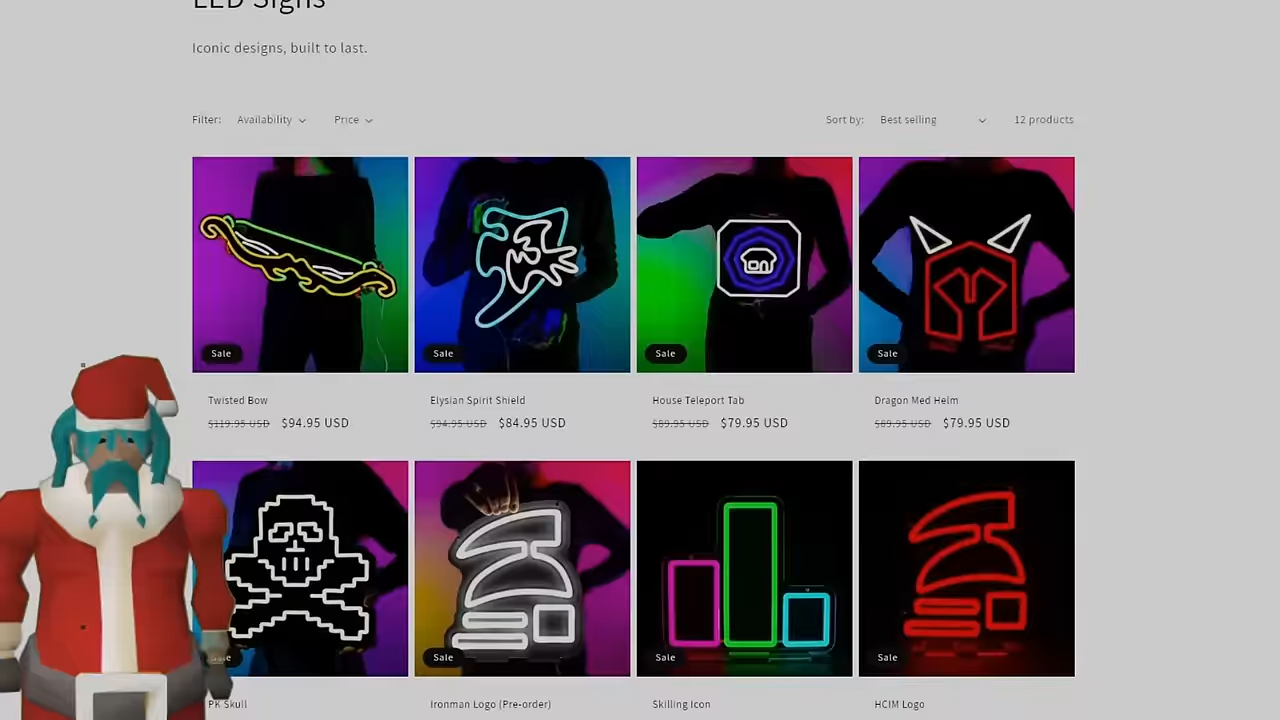 LED Signs
Iconic designs, built to last.
Filter: Availability Price Sort by: Best selling 12 products
Sale Sale Sale Sale
Twisted Bow Elysian Spirit Shield House Teleport Tab Dragon Med Helm
$119.95 USD $94.95 USD $94.95 USD $84.95 USD $89.95 USD $79.95 USD $89.95 USD $79.95 USD
Sale Sale Sale Sale
PK Skull Ironman Logo (Pre-order) Skilling Icon HCIM Logo